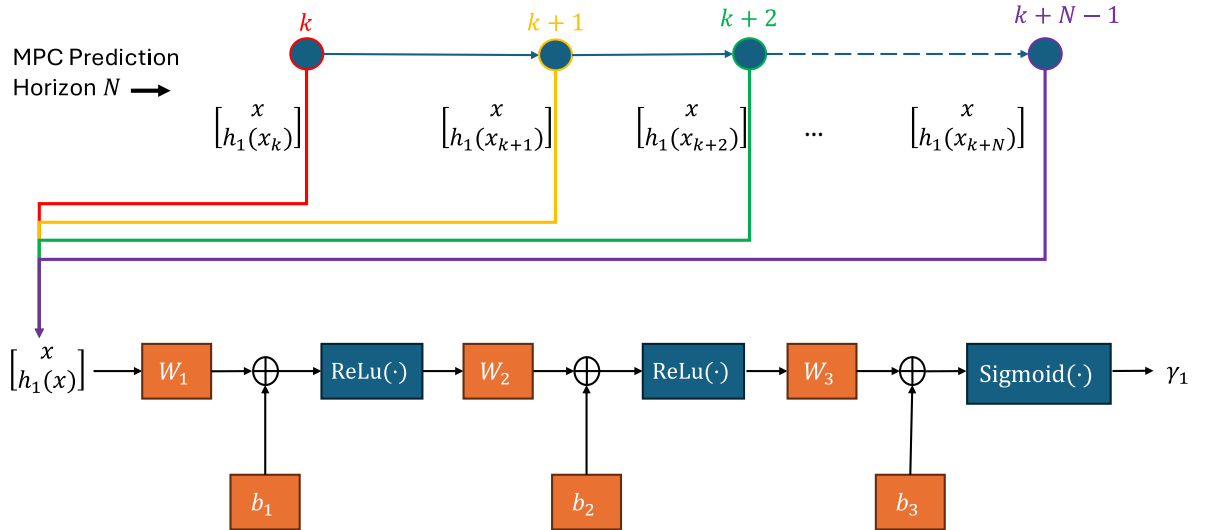 k
k + 1
k + 2
k + N − 1
MPC Prediction
Horizon N
[x h₁(xₖ)]
[x h₁(xₖ₊₁)]
[x h₁(xₖ₊₂)]
...
[x h₁(xₖ₊N)]
[x h₁(x)]
W₁
ReLu(·)
W₂
ReLu(·)
W₃
Sigmoid(·)
γ₁
b₁
b₂
b₃